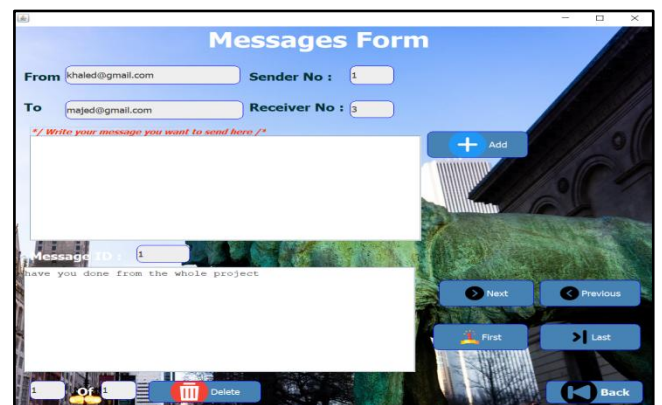 Messages Form
From khaled@gmail.com Sender No : 1
To majed@gmail.com Receiver No : 3
*/ Write your message you want to send here /*
Add
Message ID : 1
have you done from the whole project
Next Previous
First Last
1 Of 1 Delete Back